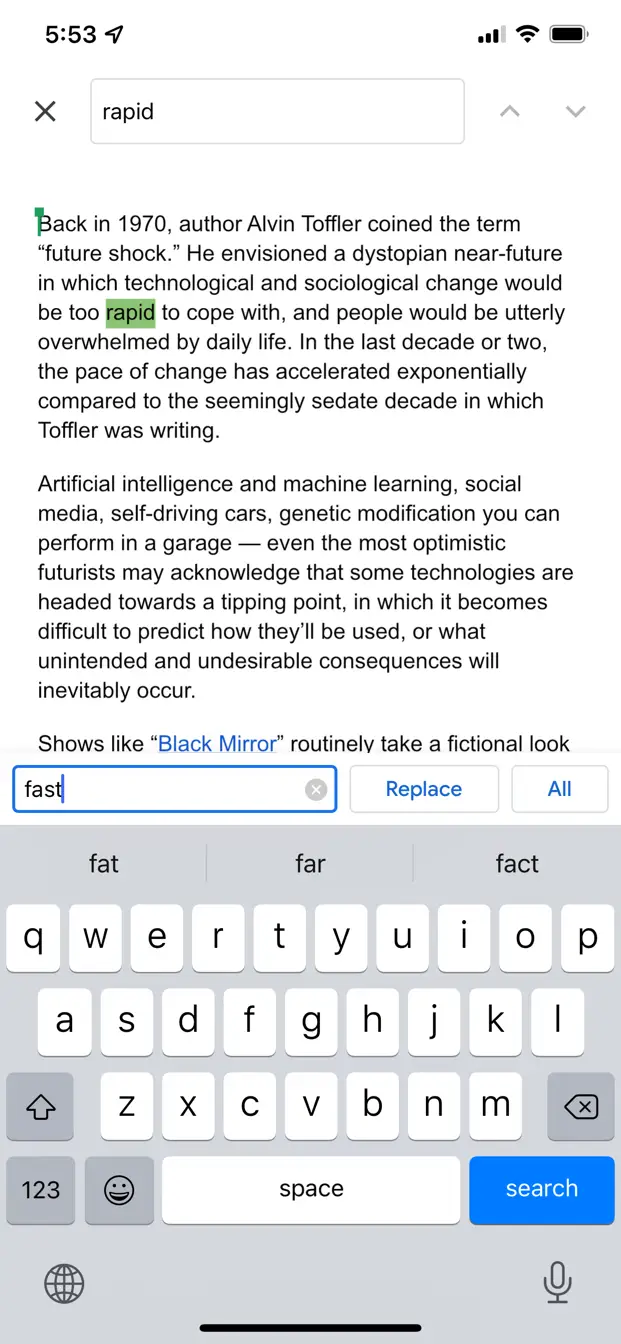 5:53
rapid
Back in 1970, author Alvin Toffler coined the term
“future shock.” He envisioned a dystopian near-future
in which technological and sociological change would
be too rapid to cope with, and people would be utterly
overwhelmed by daily life. In the last decade or two,
the pace of change has accelerated exponentially
compared to the seemingly sedate decade in which
Toffler was writing.
Artificial intelligence and machine learning, social
media, self-driving cars, genetic modification you can
perform in a garage — even the most optimistic
futurists may acknowledge that some technologies are
headed towards a tipping point, in which it becomes
difficult to predict how they’ll be used, or what
unintended and undesirable consequences will
inevitably occur.
Shows like “Black Mirror” routinely take a fictional look
fast Replace All
fat far fact
q w e r t y u i o p
a s d f g h j k l
z x c v b n m
123 space search